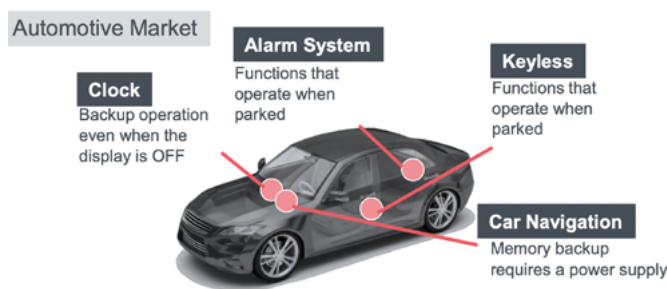 Automotive Market
Alarm System
Functions that
operate when
parked
Keyless
Functions that
operate when
parked
Clock
Backup operation
even when the
display is OFF
Car Navigation
Memory backup
requires a power supply